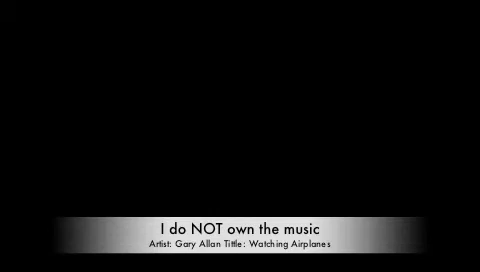 I do NOT own the music
Artist: Gary Allan Tittle: Watching Airplanes